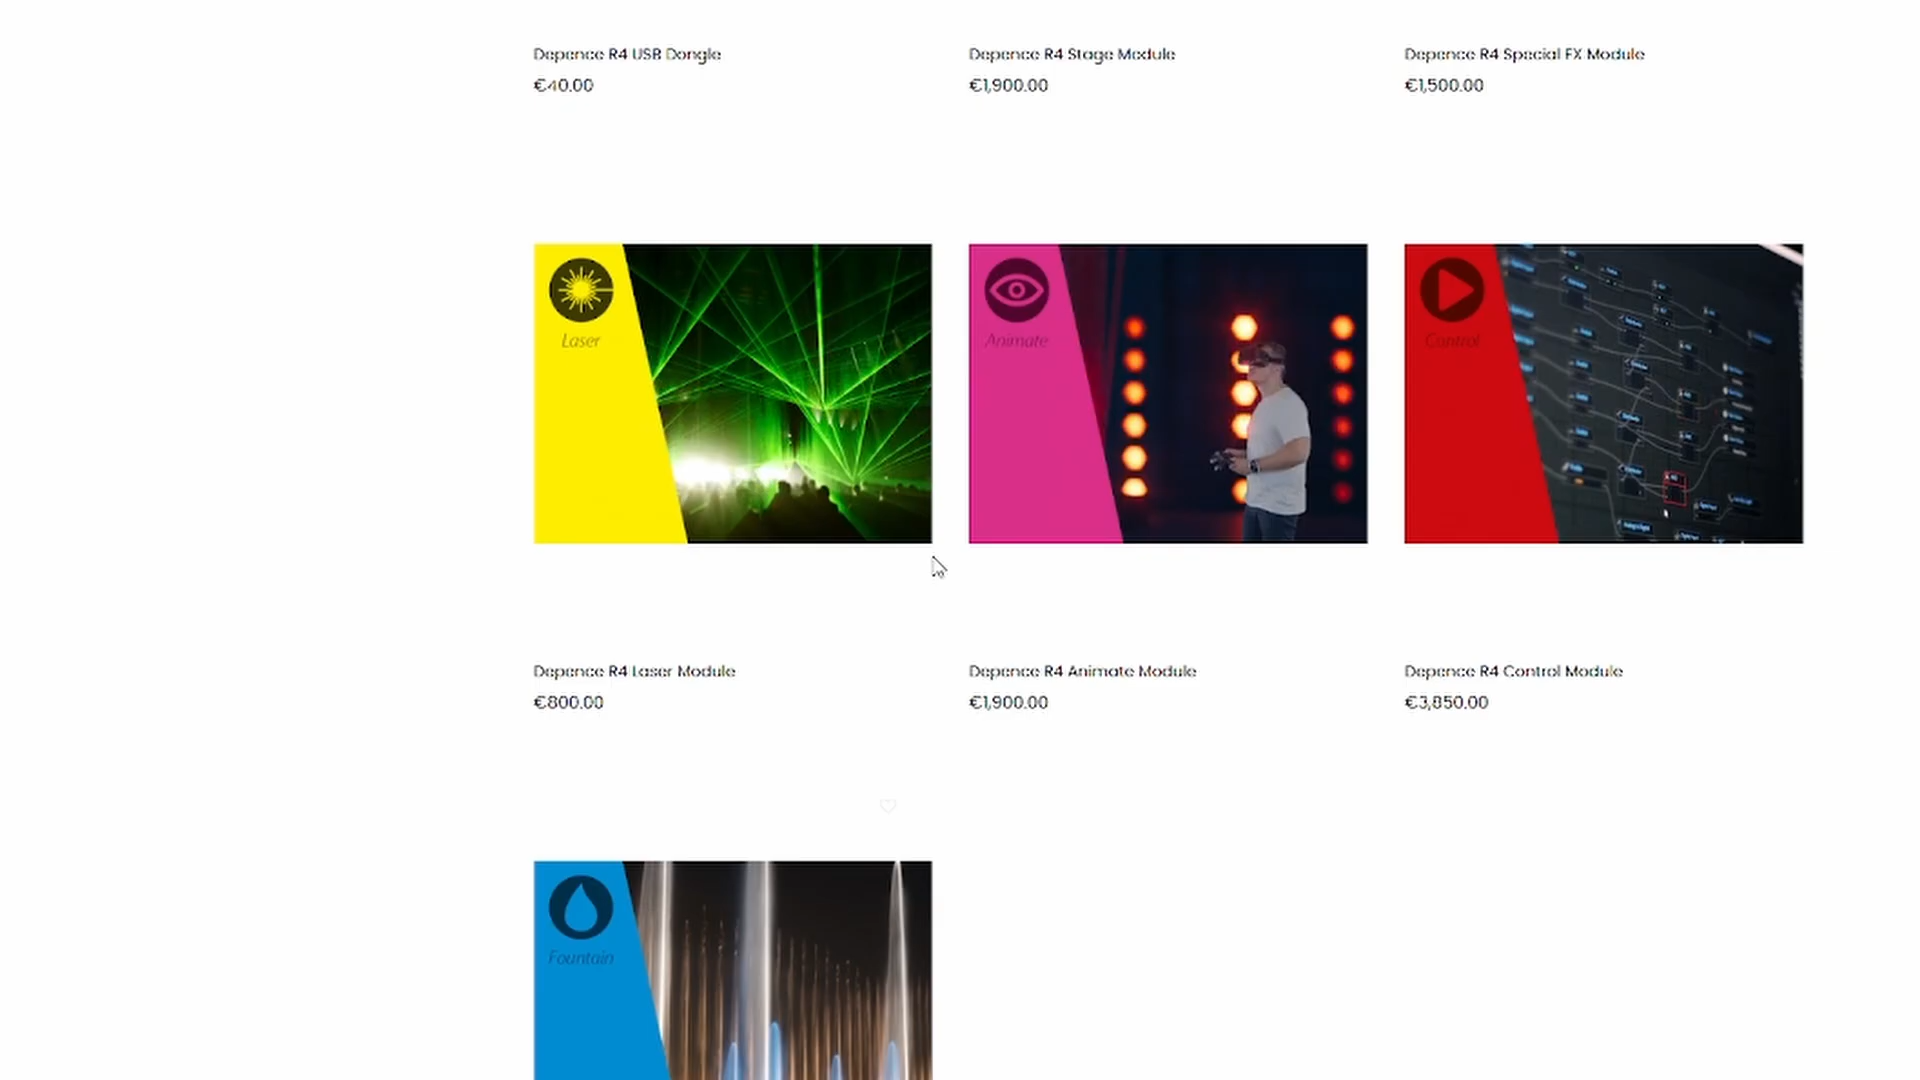 Depence R4 USB Dongle
€40.00
Depence R4 Stage Module
€1,900.00
Depence R4 Special FX Module
€1,500.00
Laser
Animate
Control
Depence R4 Laser Module
€800.00
Depence R4 Animate Module
€1,900.00
Depence R4 Control Module
€3,850.00
Fountain